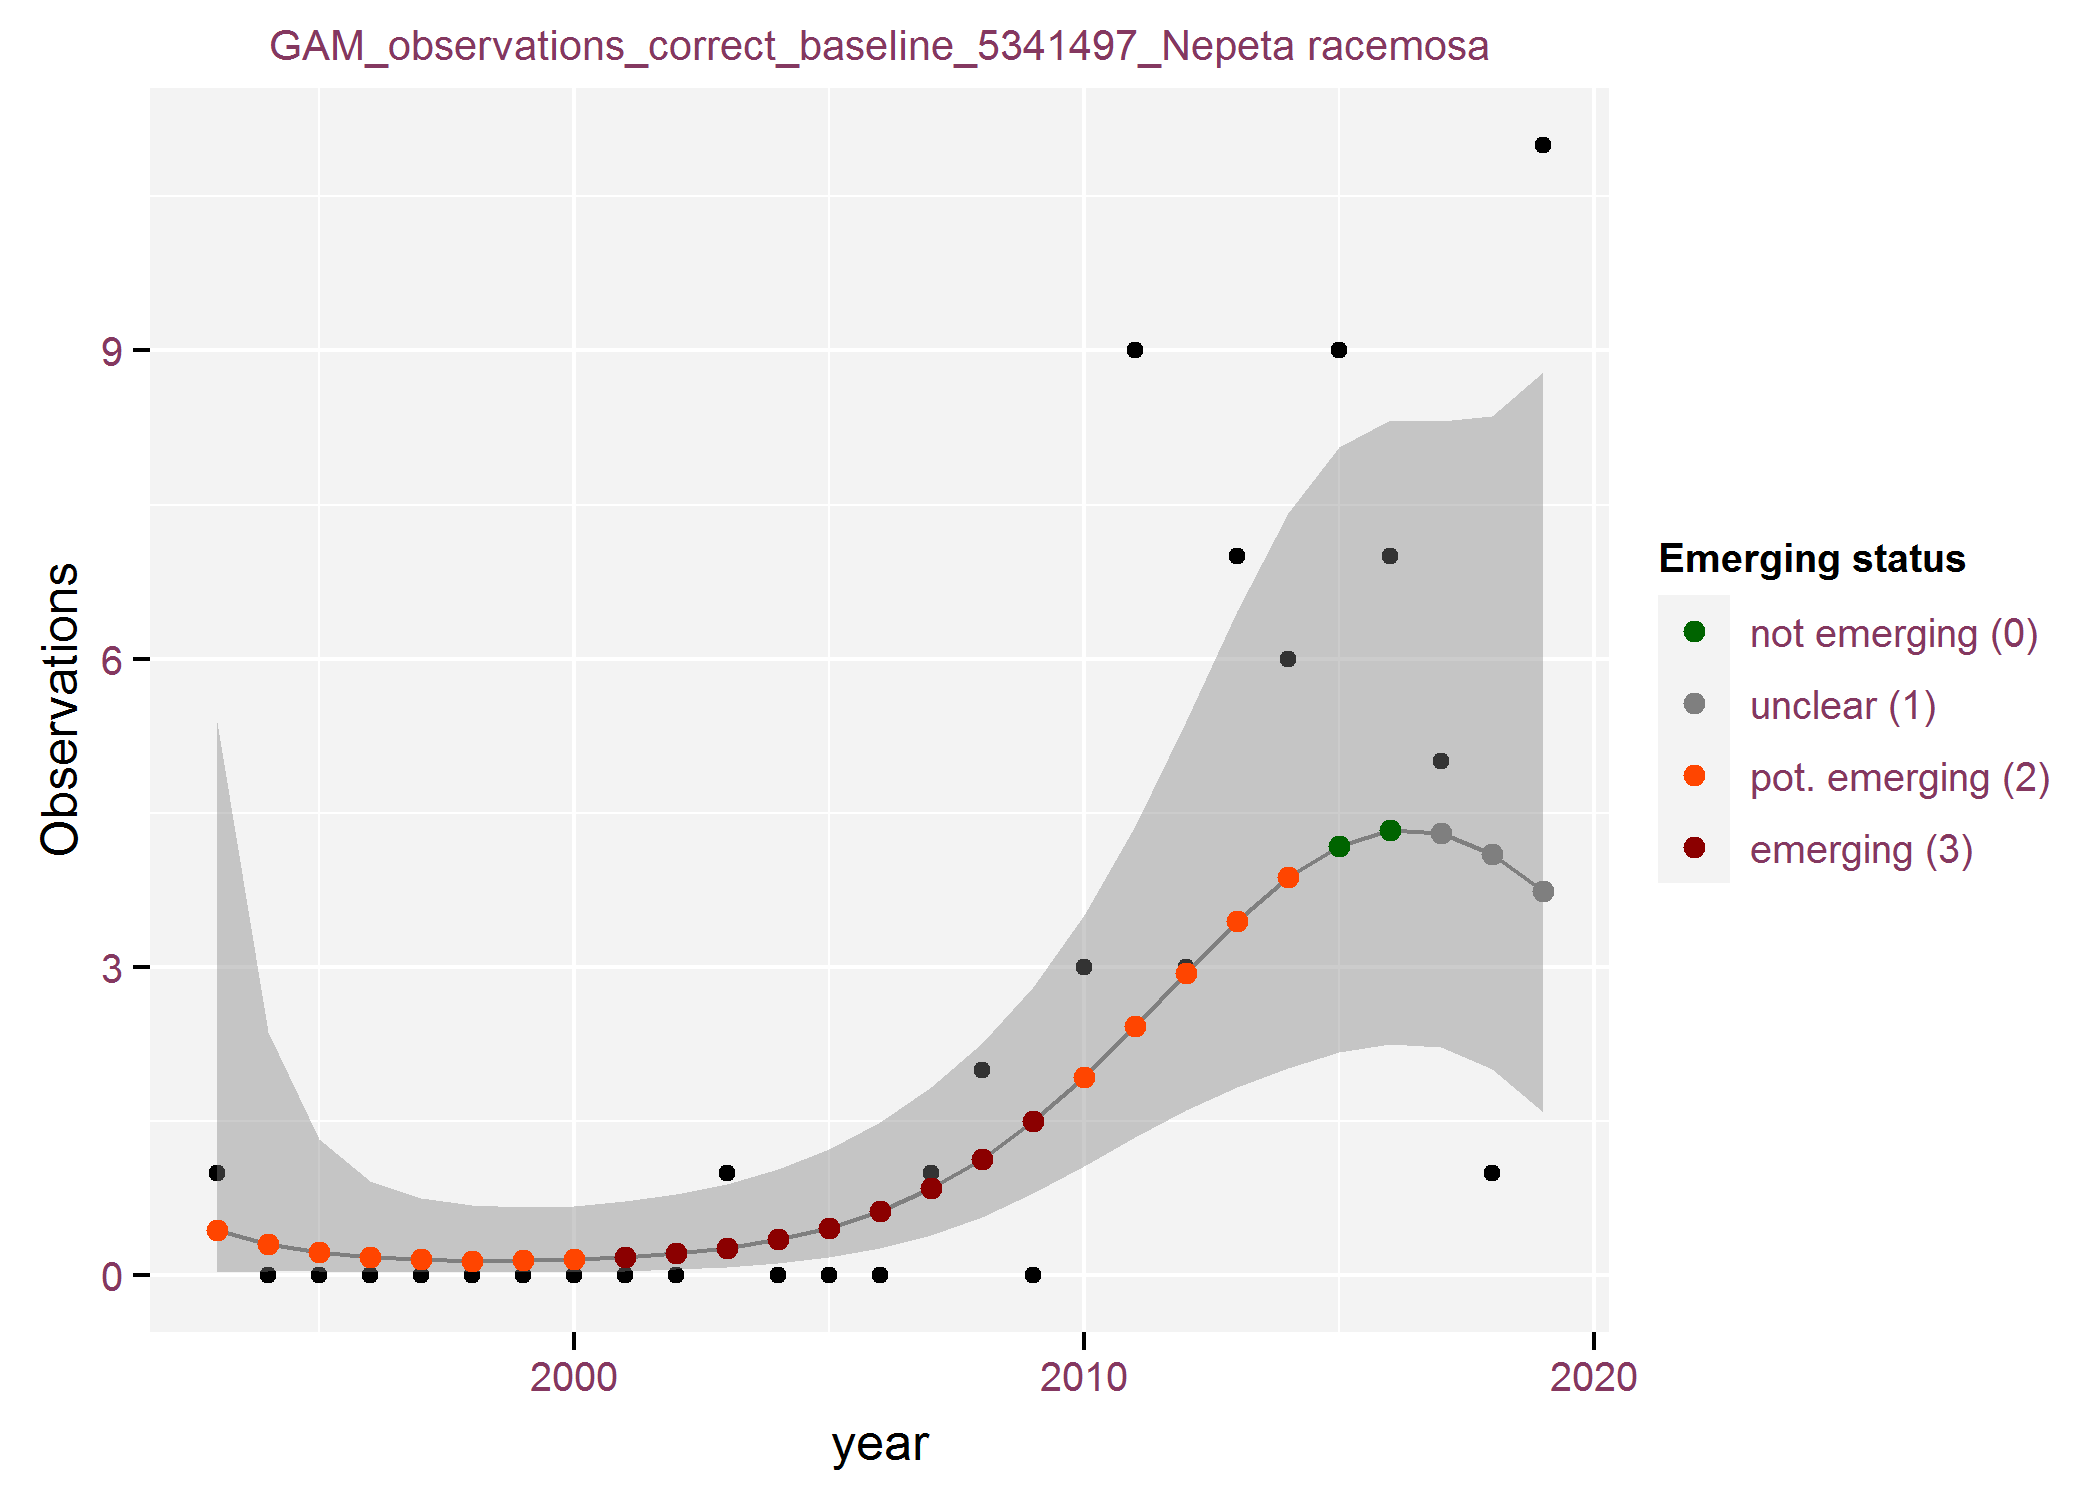 GAM_observations_correct_baseline_5341497_Nepeta racemosa
Observations
9
6
3
0
2000
2010
2020
year
Emerging status
not emerging (0)
unclear (1)
pot. emerging (2)
emerging (3)